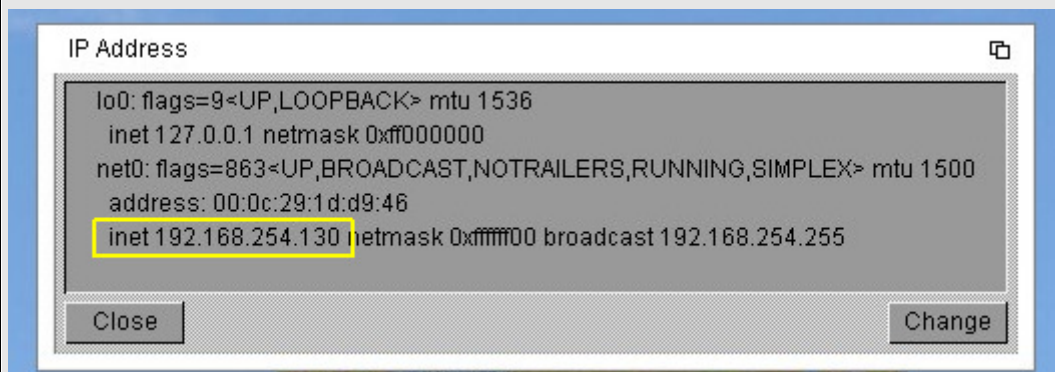 IP Address
lo0: flags=9<UP,LOOPBACK> mtu 1536
inet 127.0.0.1 netmask 0xff000000
net0: flags=863<UP,BROADCAST,NOTRAILERS,RUNNING,SIMPLEX> mtu 1500
address: 00:0c:29:1d:d9:46
inet 192.168.254.130 netmask 0xffffff00 broadcast 192.168.254.255
Close
Change